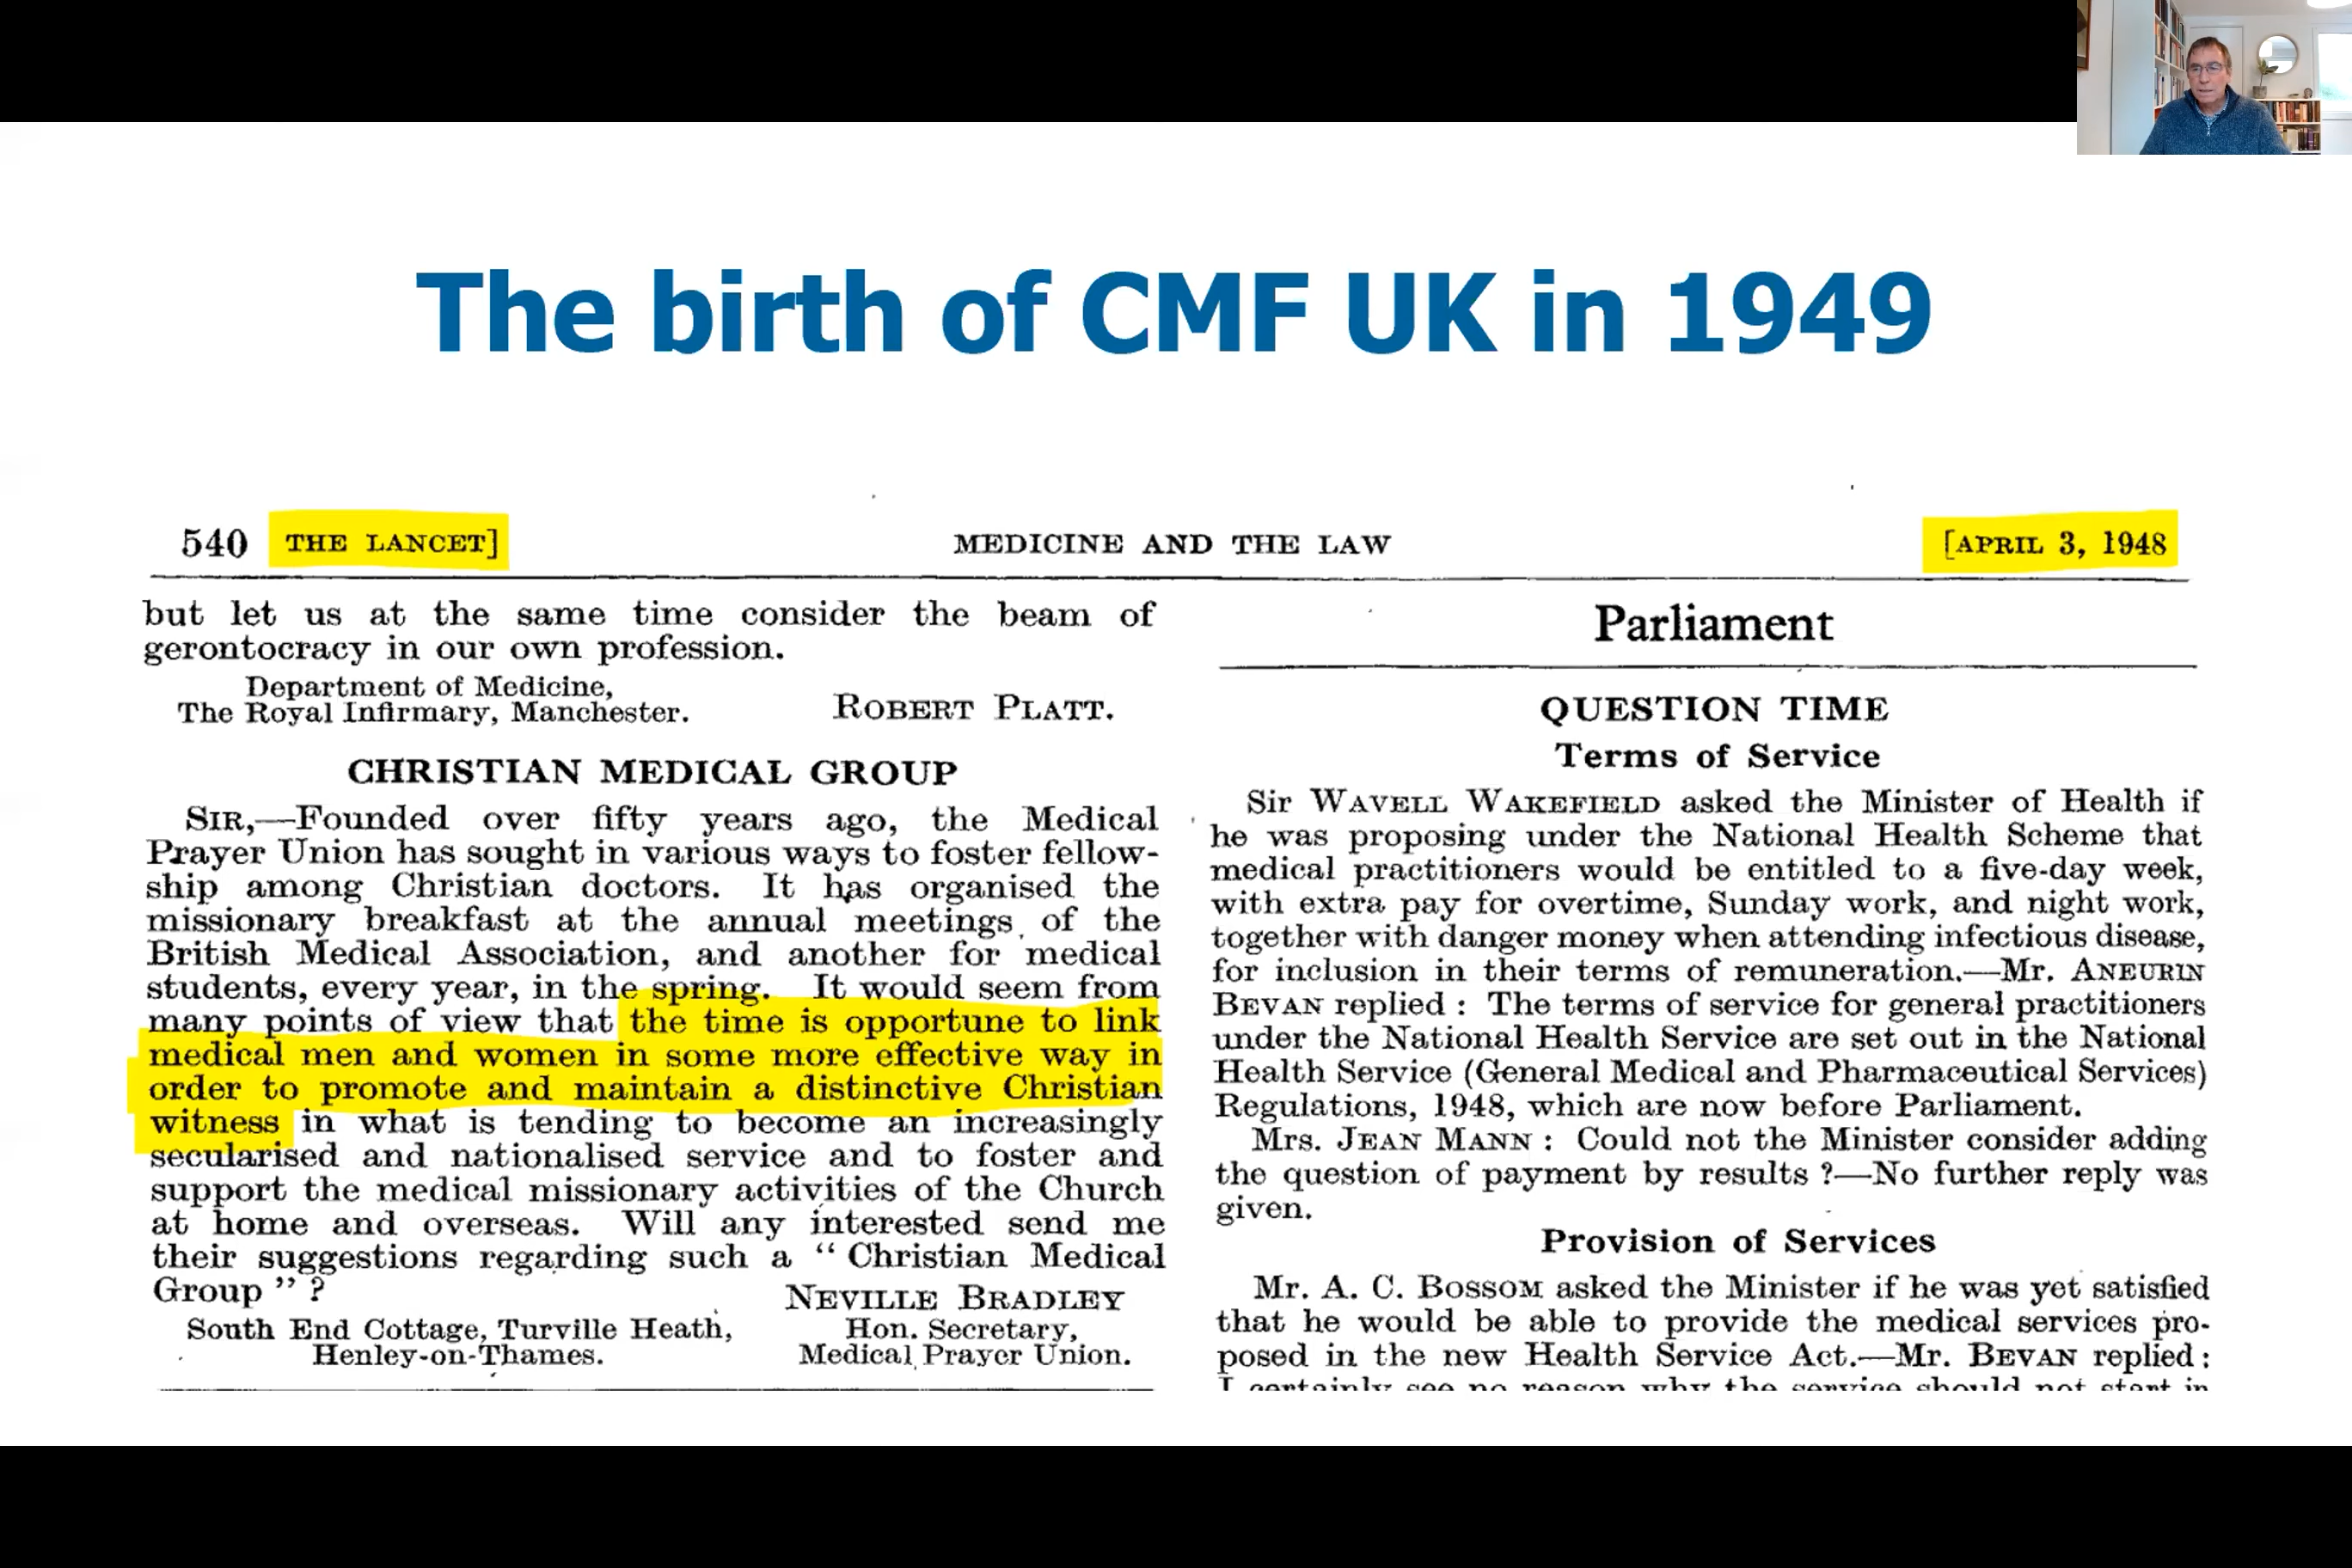 The birth of CMF UK in 1949
540 THE LANCET] MEDICINE AND THE LAW [APRIL 3, 1948
but let us at the same time consider the beam of
gerontocracy in our own profession.
Department of Medicine,
The Royal Infirmary, Manchester. ROBERT PLATT.
CHRISTIAN MEDICAL GROUP
SIR,—Founded over fifty years ago, the Medical
Prayer Union has sought in various ways to foster fellow-
ship among Christian doctors. It has organised the
missionary breakfast at the annual meetings of the
British Medical Association, and another for medical
students, every year, in the spring. It would seem from
many points of view that the time is opportune to link
medical men and women in some more effective way in
order to promote and maintain a distinctive Christian
witness in what is tending to become an increasingly
secularised and nationalised service and to foster and
support the medical missionary activities of the Church
at home and overseas. Will any interested send me
their suggestions regarding such a “ Christian Medical
Group ” ?
NEVILLE BRADLEY
South End Cottage, Turville Heath, Hon. Secretary,
Henley-on-Thames. Medical Prayer Union.
Parliament
QUESTION TIME
Terms of Service
Sir WAVELL WAKEFIELD asked the Minister of Health if
he was proposing under the National Health Scheme that
medical practitioners would be entitled to a five-day week,
with extra pay for overtime, Sunday work, and night work,
together with danger money when attending infectious disease,
for inclusion in their terms of remuneration.—Mr. ANEURIN
BEVAN replied : The terms of service for general practitioners
under the National Health Service are set out in the National
Health Service (General Medical and Pharmaceutical Services)
Regulations, 1948, which are now before Parliament.
Mrs. JEAN MANN : Could not the Minister consider adding
the question of payment by results ?—No further reply was
given.
Provision of Services
Mr. A. C. BOSSOM asked the Minister if he was yet satisfied
that he would be able to provide the medical services pro-
posed in the new Health Service Act.—Mr. BEVAN replied :
I certainly see no reason why the service should not start in